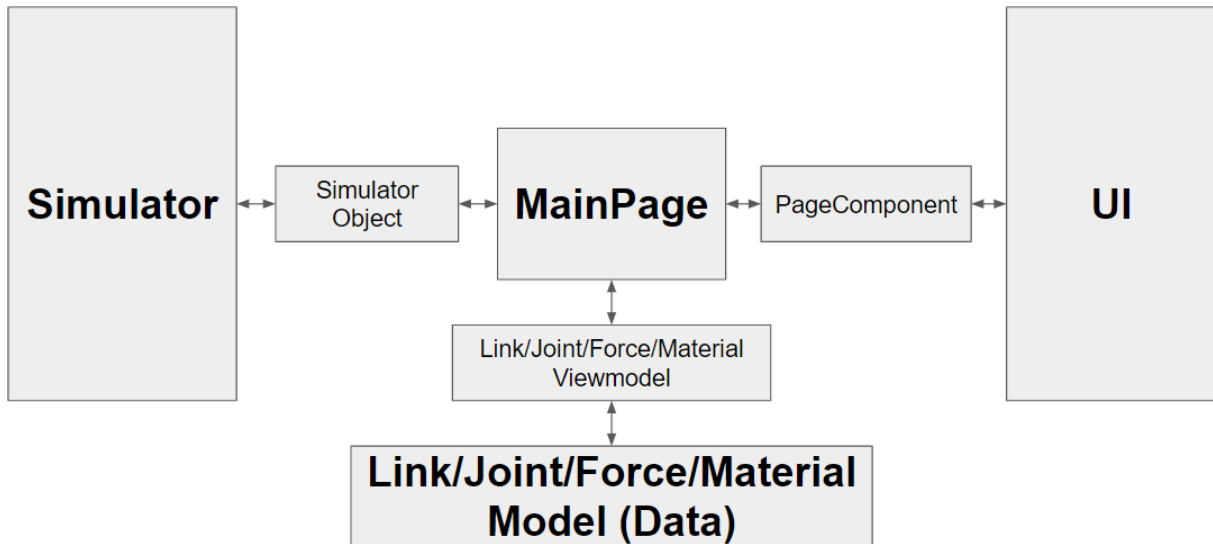 Simulator
Simulator
Object
MainPage
PageComponent
UI
Link/Joint/Force/Material
Viewmodel
Link/Joint/Force/Material
Model (Data)